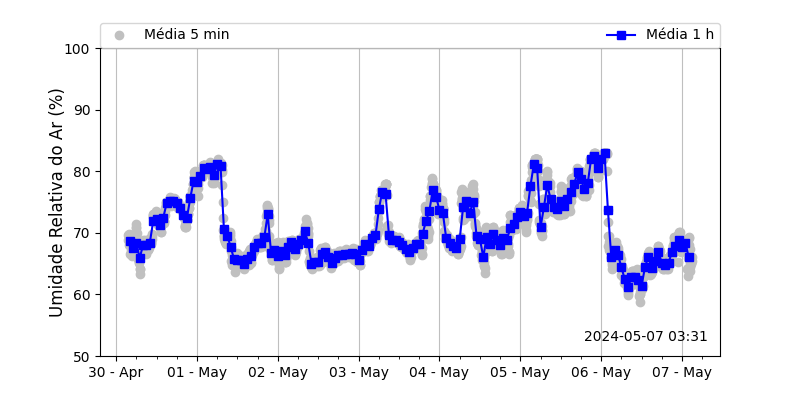 Média 5 min
Média 1 h
100
90
80
70
60
50
Umidade Relativa do Ar (%)
2024-05-07 03:31
30 - Apr
01 - May
02 - May
03 - May
04 - May
05 - May
06 - May
07 - May